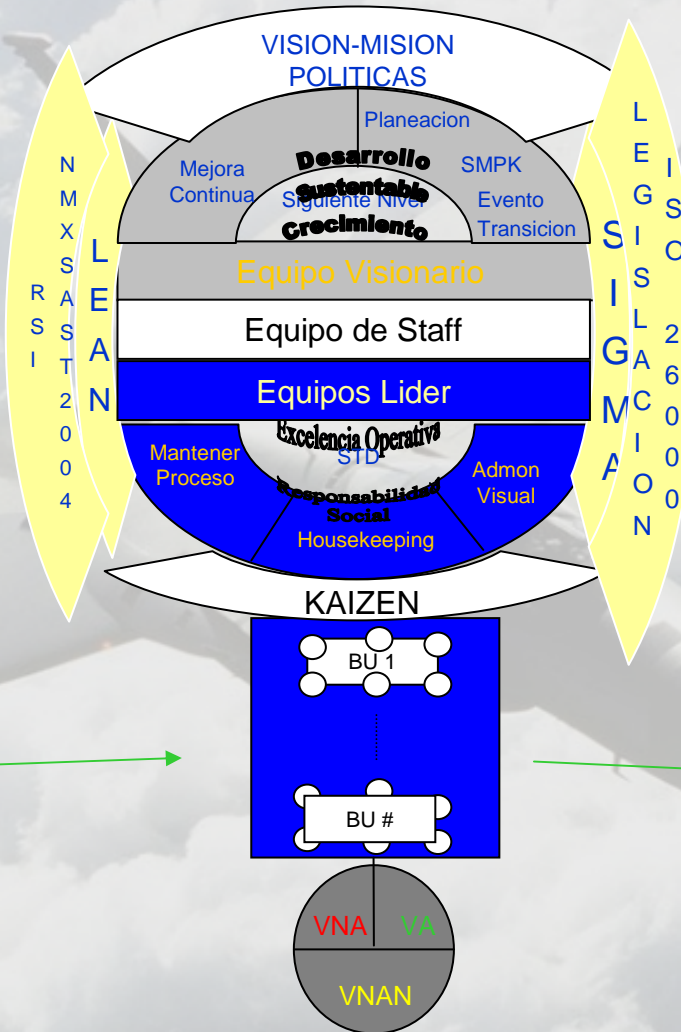 VISION-MISION
POLITICAS
Planeacion
Mejora
Continua
Desarrollo
Sustentable
Siguiente Nivel
Crecimiento
SMPK
Evento
Transicion
RSI
NMXSAST2004
LEAN
SIGMA
LEGISLACION
ISO 26000
Equipo Visionario
Equipo de Staff
Equipos Lider
Excelencia Operativa
STD
Mantener
Proceso
Responsabilidad
Social
Admon
Visual
Housekeeping
KAIZEN
BU 1
BU #
VNA
VA
VNAN